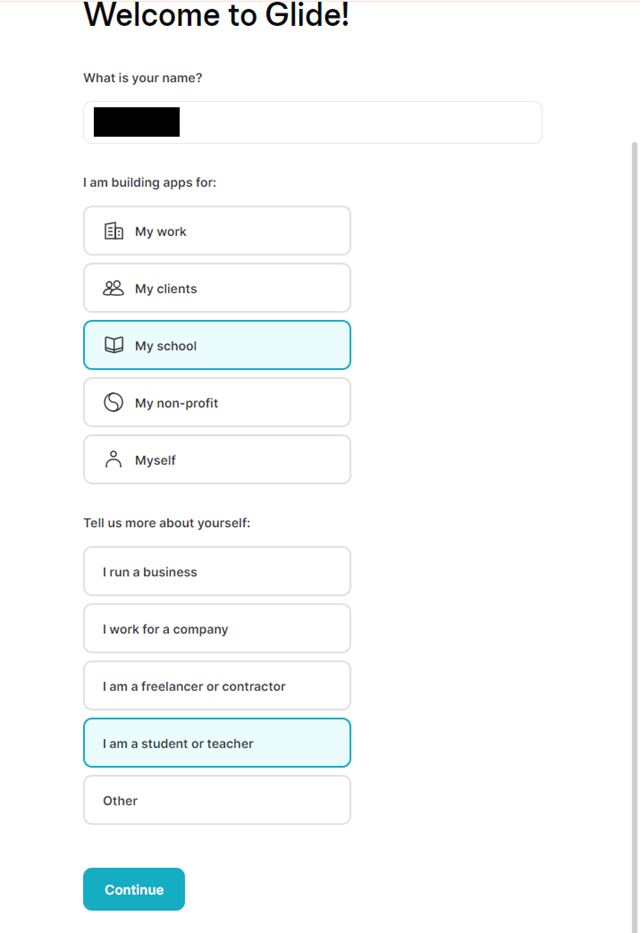 Welcome to Glide!
What is your name?
I am building apps for:
My work
My clients
My school
My non-profit
Myself
Tell us more about yourself:
I run a business
I work for a company
I am a freelancer or contractor
I am a student or teacher
Other
Continue